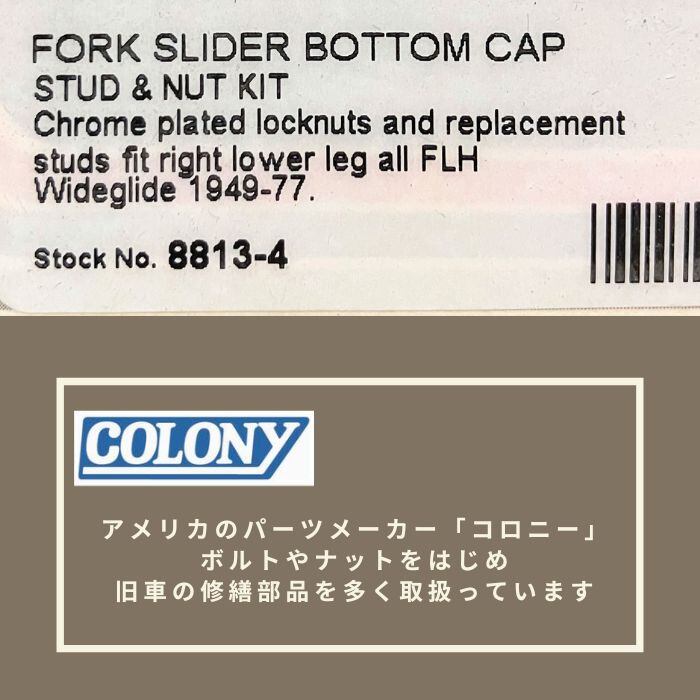 FORK SLIDER BOTTOM CAP
STUD & NUT KIT
Chrome plated locknuts and replacement
studs fit right lower leg all FLH
Wideglide 1949-77.
Stock No. 8813-4
COLONY
アメリカのパーツメーカー「コロニー」
ボルトやナットをはじめ
旧車の修繕部品を多く取扱っています